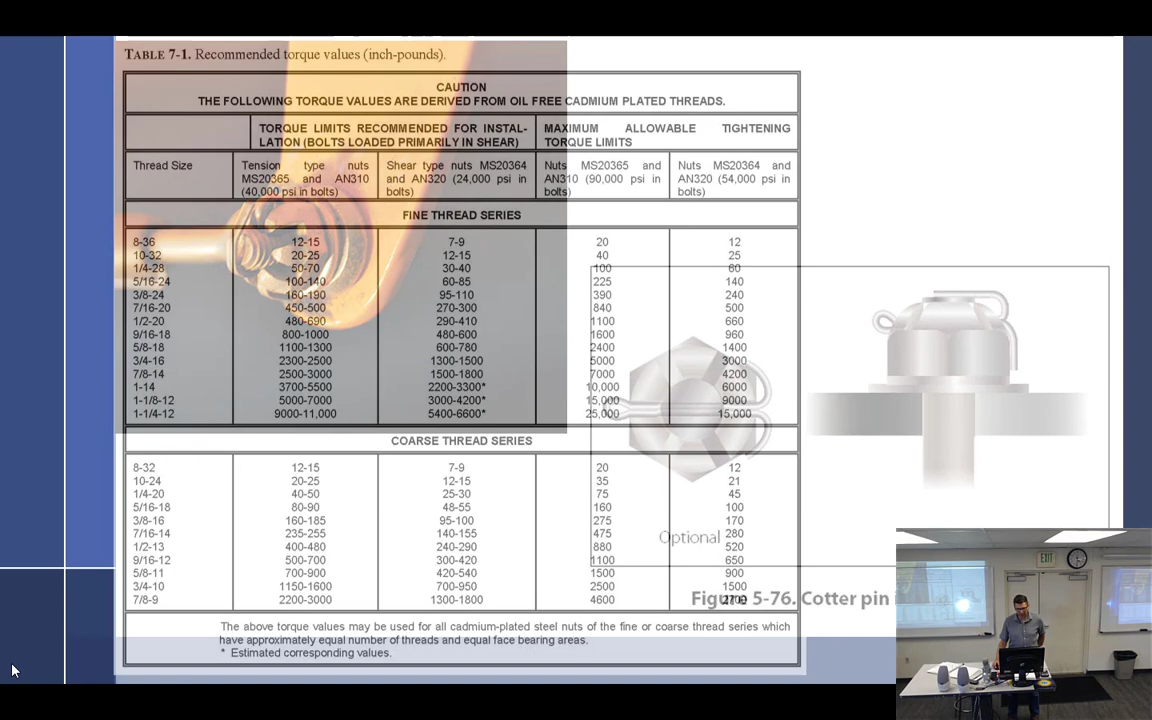 TABLE 7-1. Recommended torque values (inch-pounds).
CAUTION
THE FOLLOWING TORQUE VALUES ARE DERIVED FROM OIL FREE CADMIUM PLATED THREADS.
TORQUE LIMITS RECOMMENDED FOR INSTAL-
LATION (BOLTS LOADED PRIMARILY IN SHEAR)
MAXIMUM ALLOWABLE TIGHTENING
TORQUE LIMITS
Thread Size
Tension type nuts
MS20365 and AN310
(40,000 psi in bolts)
Shear type nuts MS20364
and AN320 (24,000 psi in
bolts)
Nuts MS20365 and
AN310 (90,000 psi in
bolts)
Nuts MS20364 and
AN320 (54,000 psi in
bolts)
FINE THREAD SERIES
8-36 12-15 7-9 20 12
10-32 20-25 12-15 40 25
1/4-28 50-70 30-40 100 60
5/16-24 100-140 60-85 225 140
3/8-24 160-190 95-110 390 240
7/16-20 450-500 270-300 840 500
1/2-20 480-690 290-410 1100 660
9/16-18 800-1000 480-600 1600 960
5/8-18 1100-1300 600-780 2400 1400
3/4-16 2300-2500 1300-1500 5000 3000
7/8-14 2500-3000 1500-1800 7000 4200
1-14 3700-5500 2200-3300* 10,000 6000
1-1/8-12 5000-7000 3000-4200* 15,000 9000
1-1/4-12 9000-11,000 5400-6600* 25,000 15,000
COARSE THREAD SERIES
8-32 12-15 7-9 20 12
10-24 20-25 12-15 35 21
1/4-20 40-50 25-30 75 45
5/16-18 80-90 48-55 160 100
3/8-16 160-185 95-100 275 170
7/16-14 235-255 140-155 475 280
1/2-13 400-480 240-290 880 520
9/16-12 500-700 300-420 1100 650
5/8-11 700-900 420-540 1500 900
3/4-10 1150-1600 700-950 2500 1500
7/8-9 2200-3000 1300-1800 4600
The above torque values may be used for all cadmium-plated steel nuts of the fine or coarse thread series which
have approximately equal number of threads and equal face bearing areas.
* Estimated corresponding values.
Optional
Figure 5-76. Cotter pin
EXIT